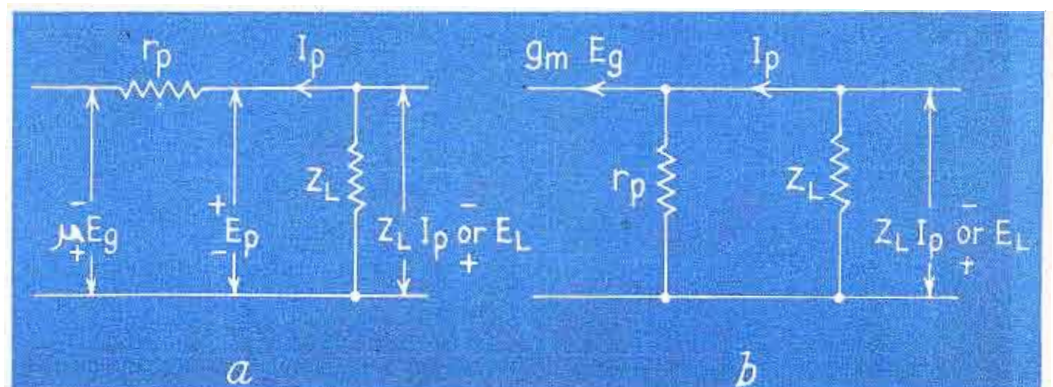 rp Ip gm Eg Ip
ZL rp ZL
- + -
μEg Ep ZL Ip or EL ZL Ip or EL
+ - + +
a b